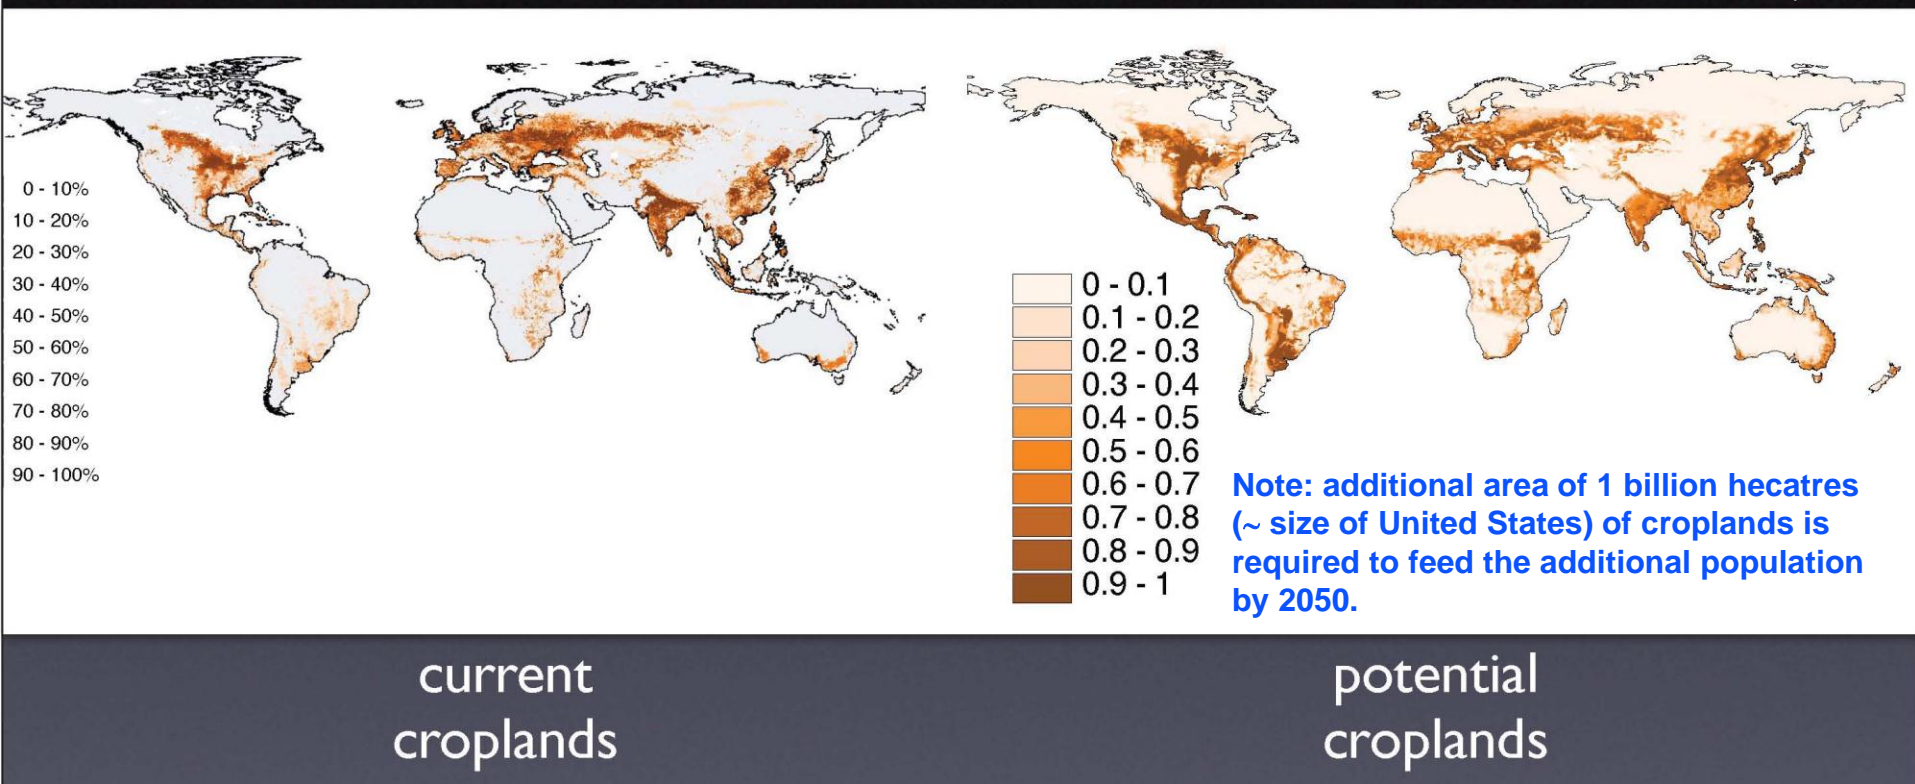 0 - 10%
10 - 20%
20 - 30%
30 - 40%
40 - 50%
50 - 60%
60 - 70%
70 - 80%
80 - 90%
90 - 100%
0 - 0.1
0.1 - 0.2
0.2 - 0.3
0.3 - 0.4
0.4 - 0.5
0.5 - 0.6
0.6 - 0.7
0.7 - 0.8
0.8 - 0.9
0.9 - 1
Note: additional area of 1 billion hecatres
(~ size of United States) of croplands is
required to feed the additional population
by 2050.
current
croplands
potential
croplands